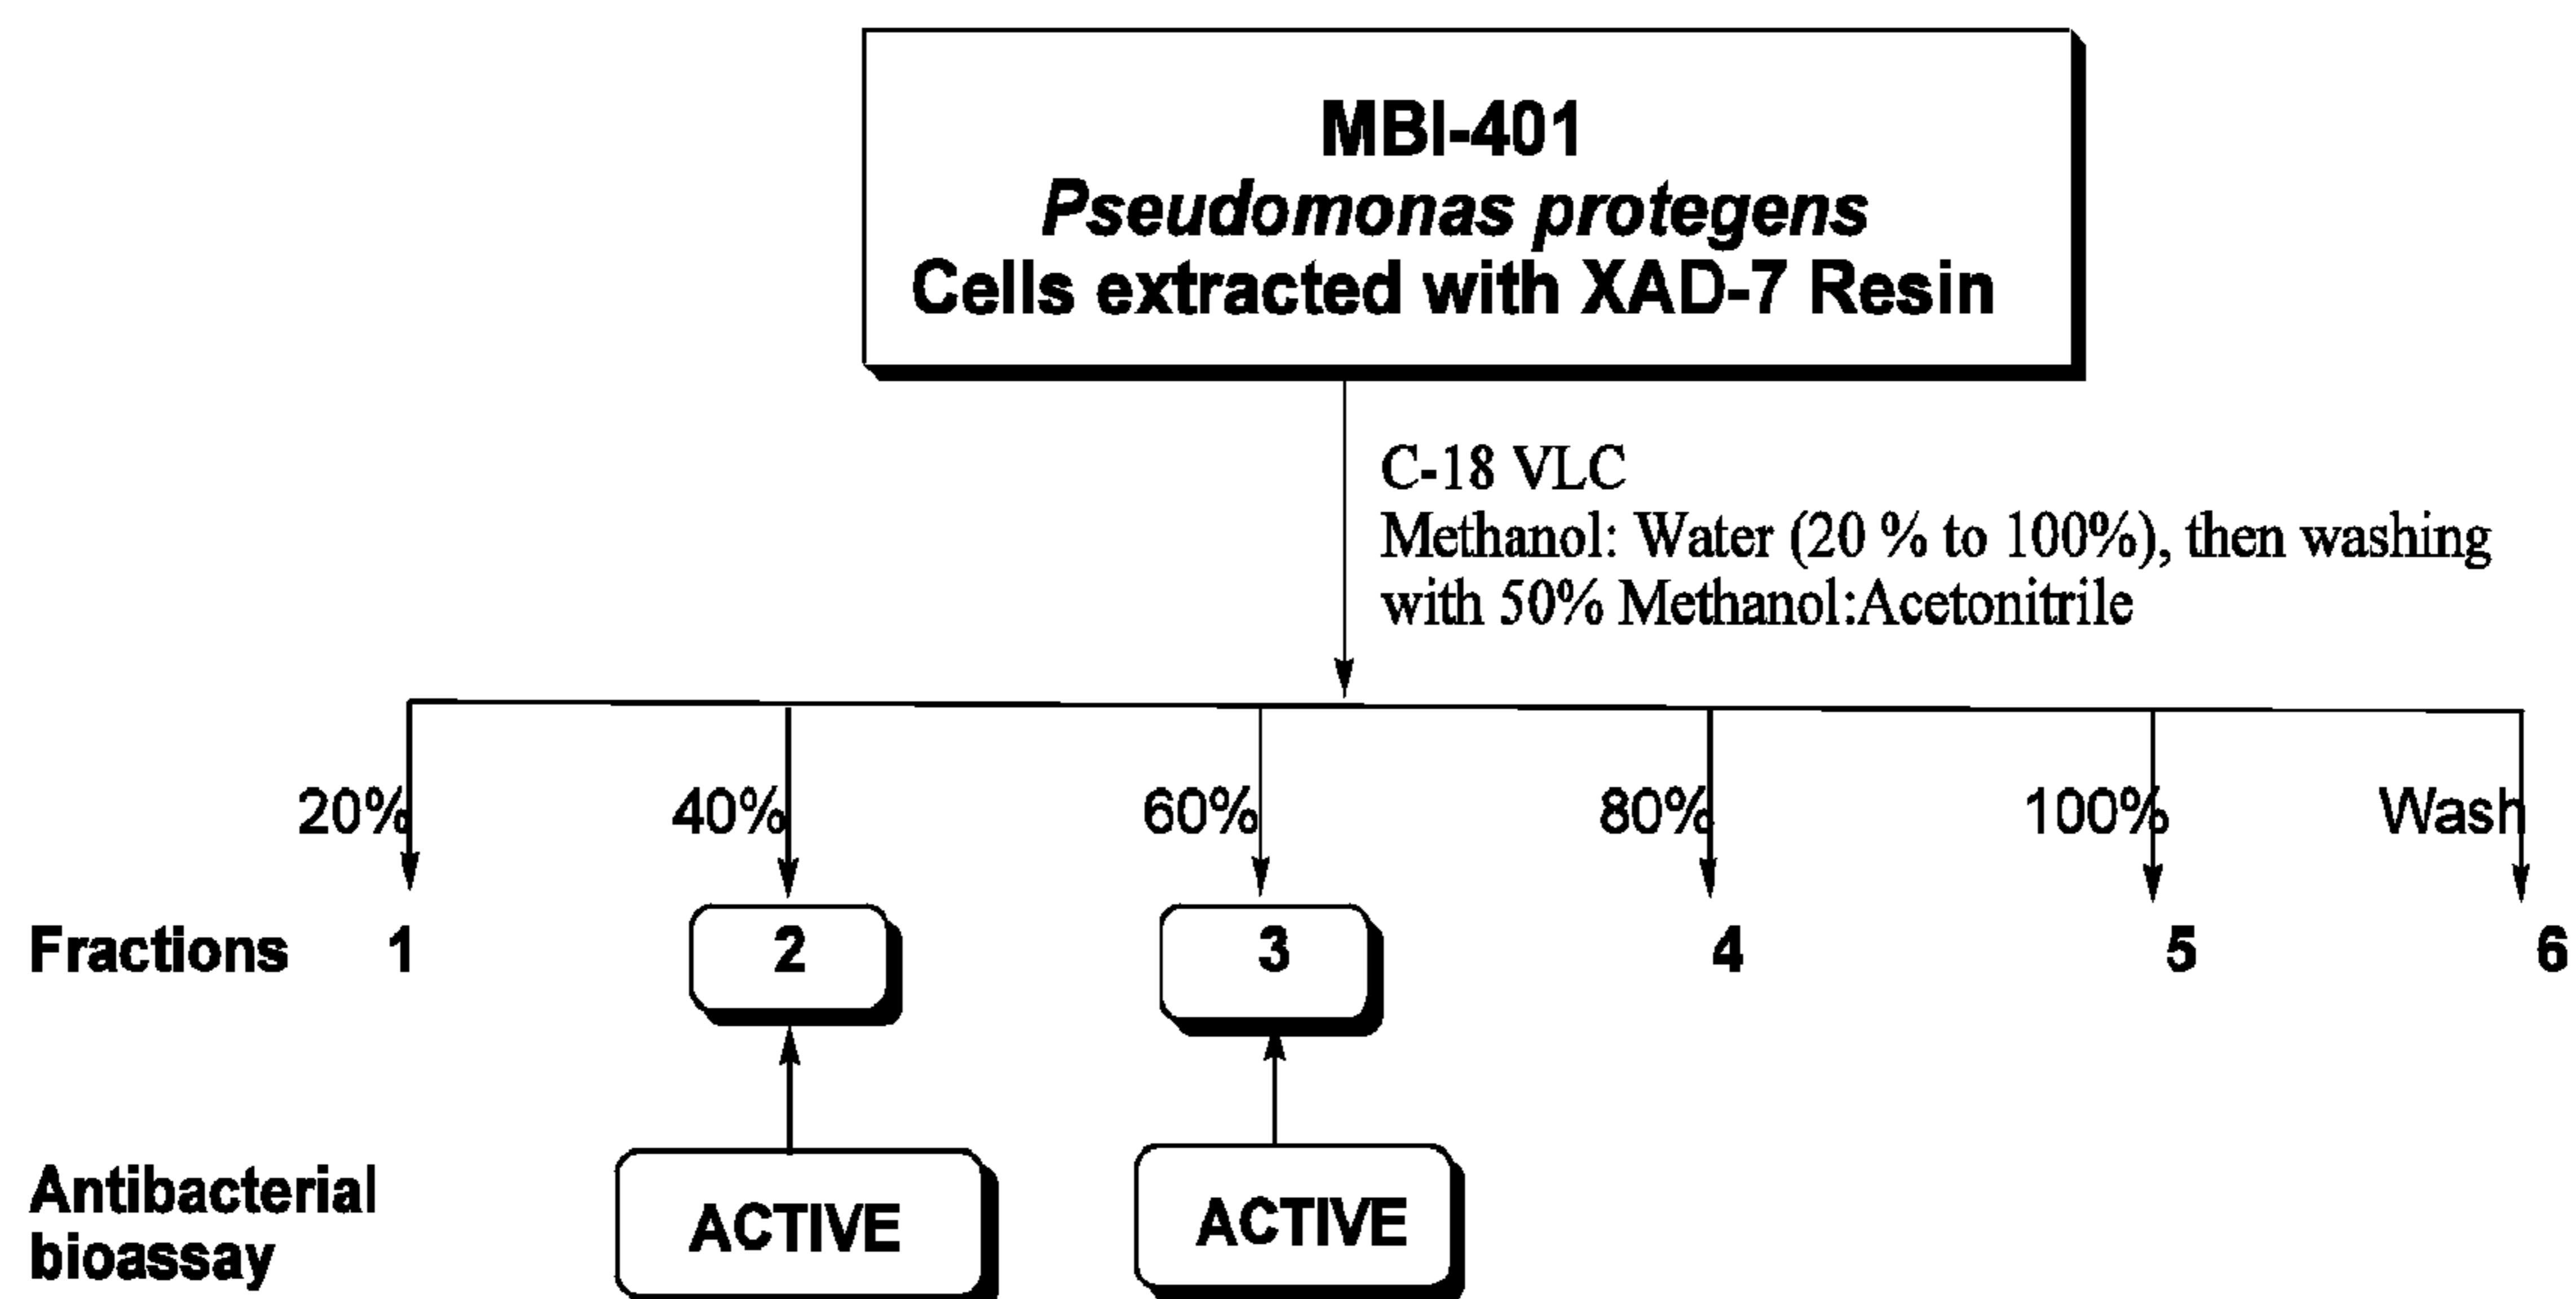 MBI-401
Pseudomonas protegens
Cells extracted with XAD-7 Resin
C-18 VLC
Methanol: Water (20 % to 100%), then washing
with 50% Methanol:Acetonitrile
20% 40% 60% 80% 100% Wash
Fractions 1 2 3 4 5 6
Antibacterial
bioassay
ACTIVE ACTIVE